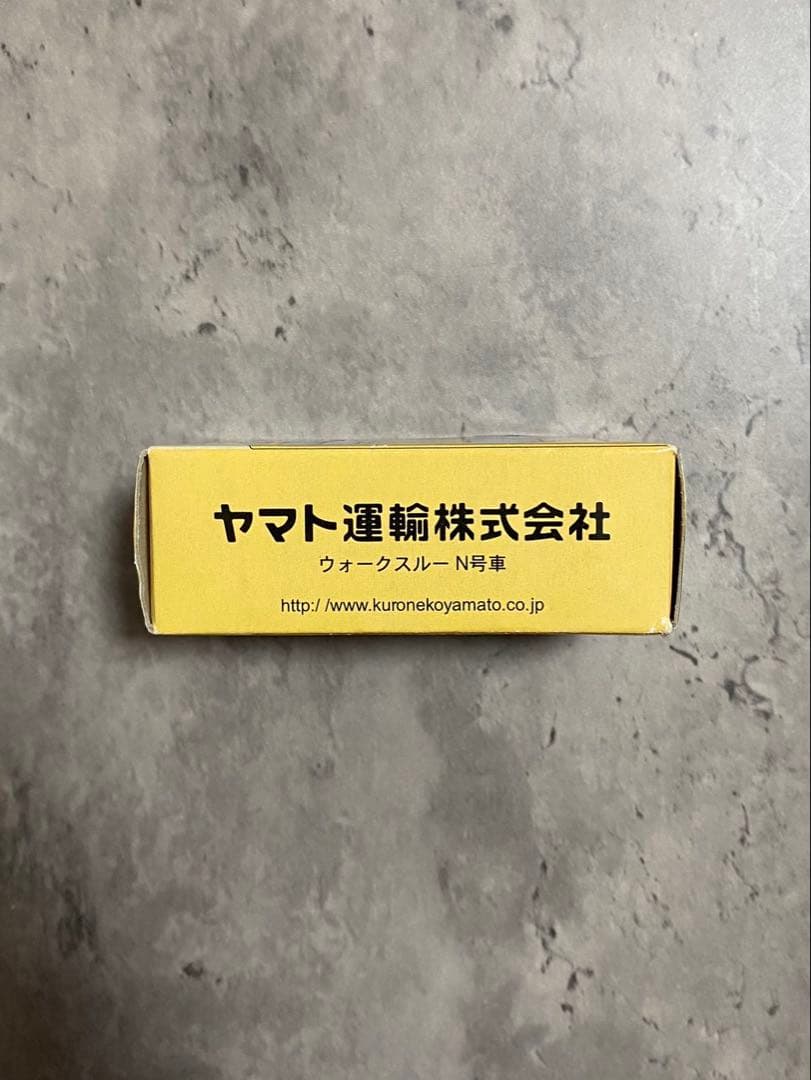 ヤマト運輸株式会社
ウォークスルー N号車
http:/ /www.kuronekoyamato.co.jp